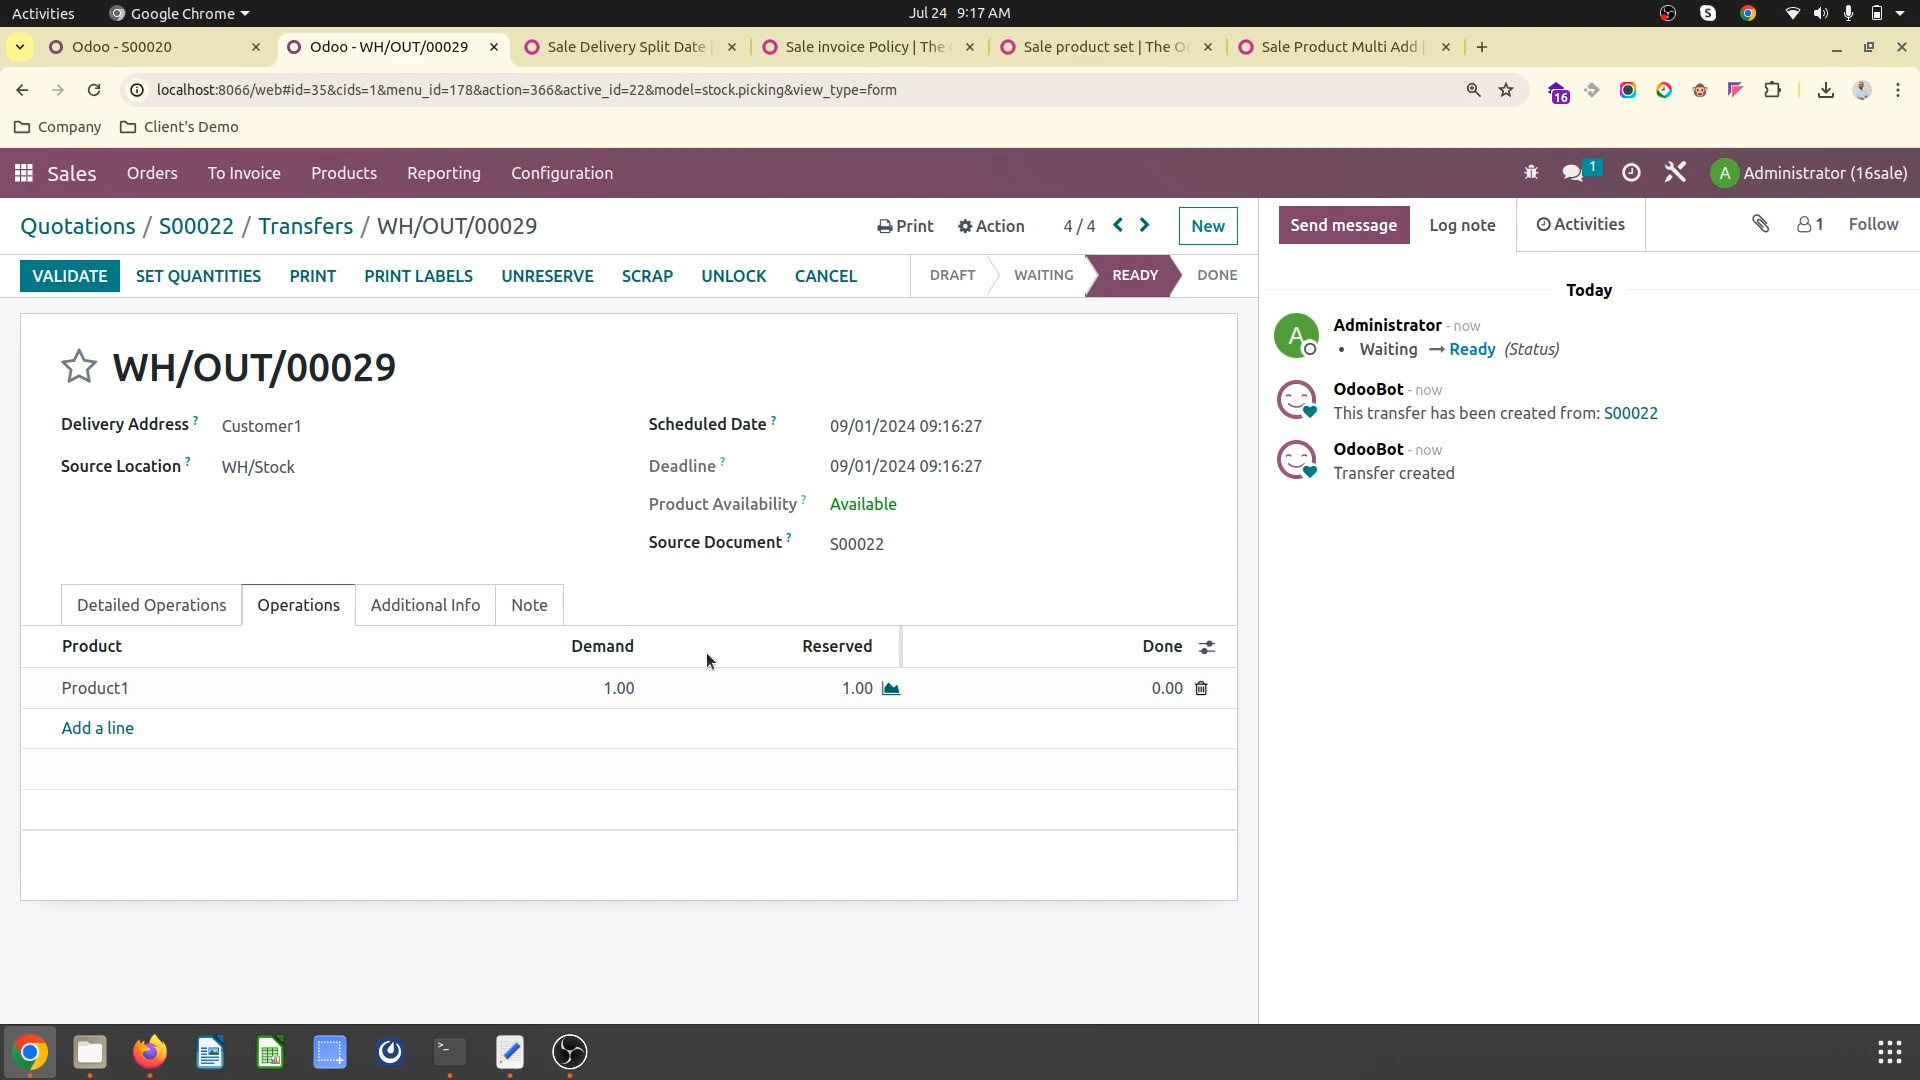 Activities
Google Chrome
Jul 24 9:17 AM
Odoo - S00020
Odoo - WH/OUT/00029
Sale Delivery Split Date
Sale invoice Policy | The
Sale product set | The O
Sale Product Multi Add
localhost:8066/web#id=35&cids=1&menu_id=178&action=366&active_id=22&model=stock.picking&view_type=form
16
Company
Client's Demo
Sales
Orders
To Invoice
Products
Reporting
Configuration
1
A
Administrator (16sale)
Quotations / S00022 / Transfers / WH/OUT/00029
Print
Action
4 / 4
New
Send message
Log note
Activities
1
Follow
VALIDATE
SET QUANTITIES
PRINT
PRINT LABELS
UNRESERVE
SCRAP
UNLOCK
CANCEL
DRAFT
WAITING
READY
DONE
WH/OUT/00029
Delivery Address ?
Customer1
Source Location ?
WH/Stock
Scheduled Date ?
09/01/2024 09:16:27
Deadline ?
09/01/2024 09:16:27
Product Availability ?
Available
Source Document ?
S00022
Detailed Operations
Operations
Additional Info
Note
Product
Demand
Reserved
Done
Product1
1.00
1.00
0.00
Add a line
Today
A
Administrator - now
• Waiting → Ready (Status)
OdooBot - now
This transfer has been created from: S00022
OdooBot - now
Transfer created